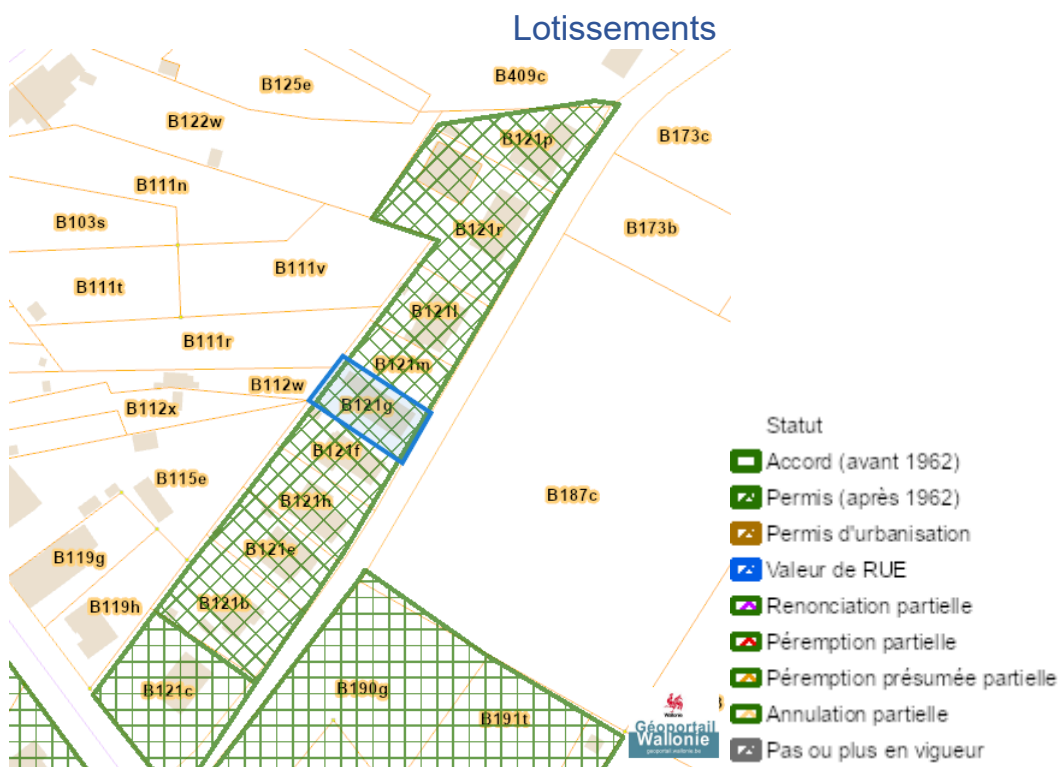 Lotissements
B409c
B125e
B122w
B121p
B173c
B111n
B103s
B121r
B173b
B111v
B111t
B121l
B111r
B121m
B112w
B121g
B112x
B121f
B115e
B187c
B121h
B121e
B119g
B119h
B121b
B121c
B190g
B191t
Wallonie
Géoportail
Wallonie
geoportail.wallonie.be
Statut
Accord (avant 1962)
Permis (après 1962)
Permis d'urbanisation
Valeur de RUE
Renonciation partielle
Péremption partielle
Péremption présumée partielle
Annulation partielle
Pas ou plus en vigueur